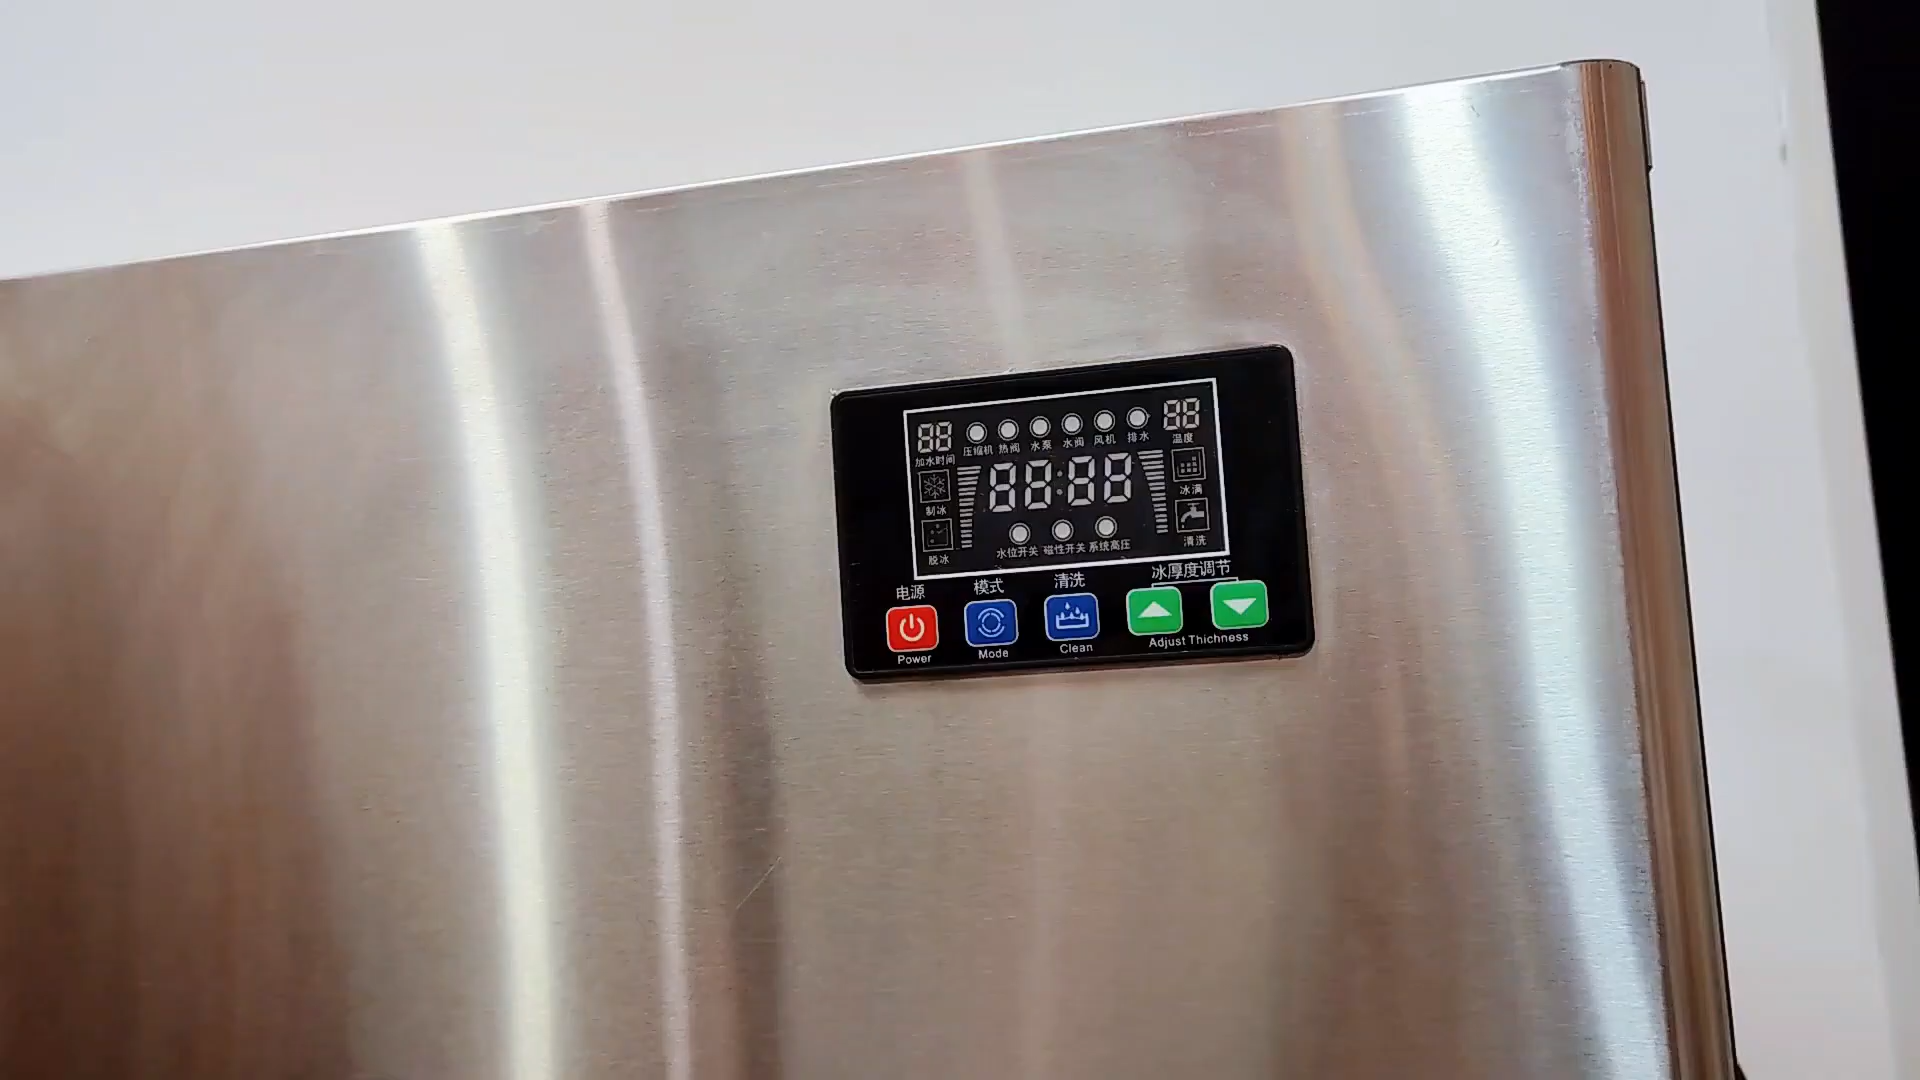 88 88
加水时间 压缩机 热阀 水泵 水阀 风机 排水 温度
88:88
制冰 冰满
脱冰 水位开关 磁性开关 系统高压 清洗
电源 模式 清洗 冰厚度调节
Power Mode Clean Adjust Thichness